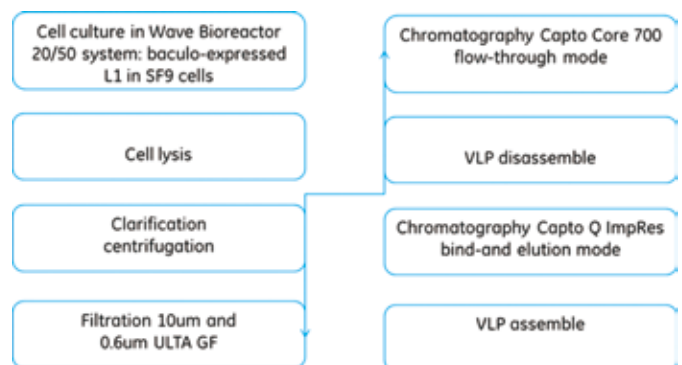 Cell culture in Wave Bioreactor
20/50 system: baculo-expressed
L1 in SF9 cells
Cell lysis
Clarification
centrifugation
Filtration 10um and
0.6um ULTA GF
Chromatography Capto Core 700
flow-through mode
VLP disassemble
Chromatography Capto Q ImpRes
bind-and elution mode
VLP assemble